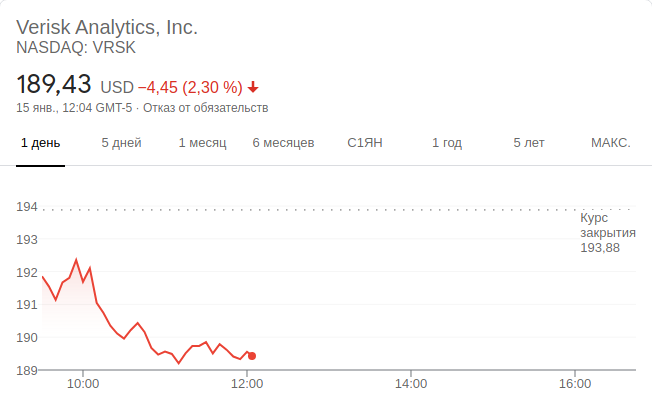 Verisk Analytics, Inc.
NASDAQ: VRSK
189,43 USD −4,45 (2,30 %)
15 янв., 12:04 GMT-5 · Отказ от обязательств
1 день 5 дней 1 месяц 6 месяцев С1ЯН 1 год 5 лет МАКС.
194
Курс
закрытия
193,88
193
192
191
190
189
10:00 12:00 14:00 16:00